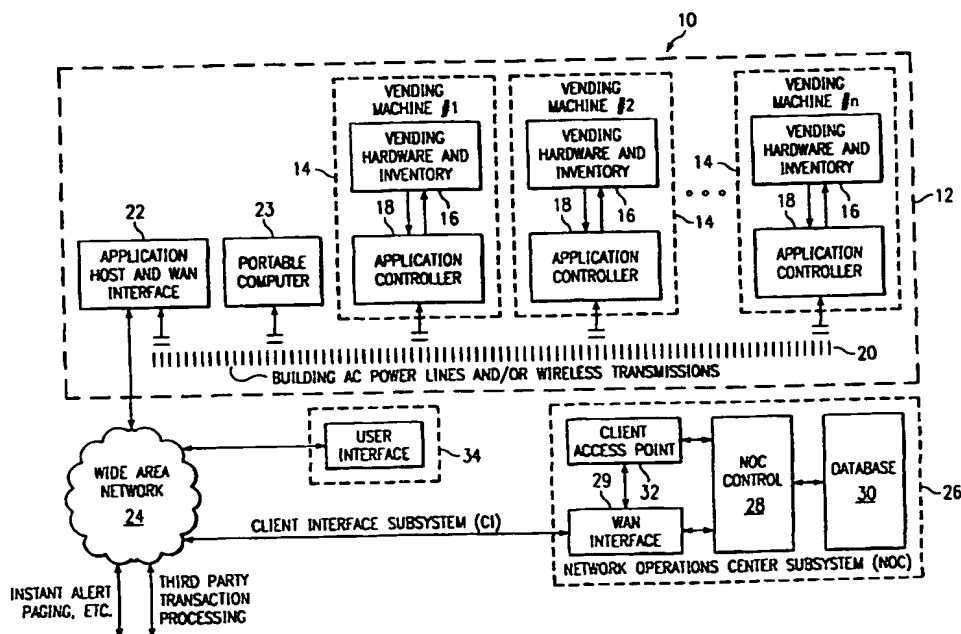 10
VENDING
MACHINE #1
VENDING
HARDWARE AND
INVENTORY
14
18
16
APPLICATION
CONTROLLER
VENDING
MACHINE #2
VENDING
HARDWARE AND
INVENTORY
18
16
14
APPLICATION
CONTROLLER
VENDING
MACHINE #n
VENDING
HARDWARE AND
INVENTORY
14
18
16
12
APPLICATION
CONTROLLER
22
APPLICATION
HOST AND WAN
INTERFACE
23
PORTABLE
COMPUTER
20
BUILDING AC POWER LINES AND/OR WIRELESS TRANSMISSIONS
USER
INTERFACE
34
WIDE AREA
NETWORK
24
CLIENT INTERFACE SUBSYSTEM (CI)
CLIENT
ACCESS POINT
29
32
WAN
INTERFACE
NOC
CONTROL
28
DATABASE
30
26
NETWORK OPERATIONS CENTER SUBSYSTEM (NOC)
INSTANT ALERT
PAGING, ETC.
THIRD PARTY
TRANSACTION
PROCESSING